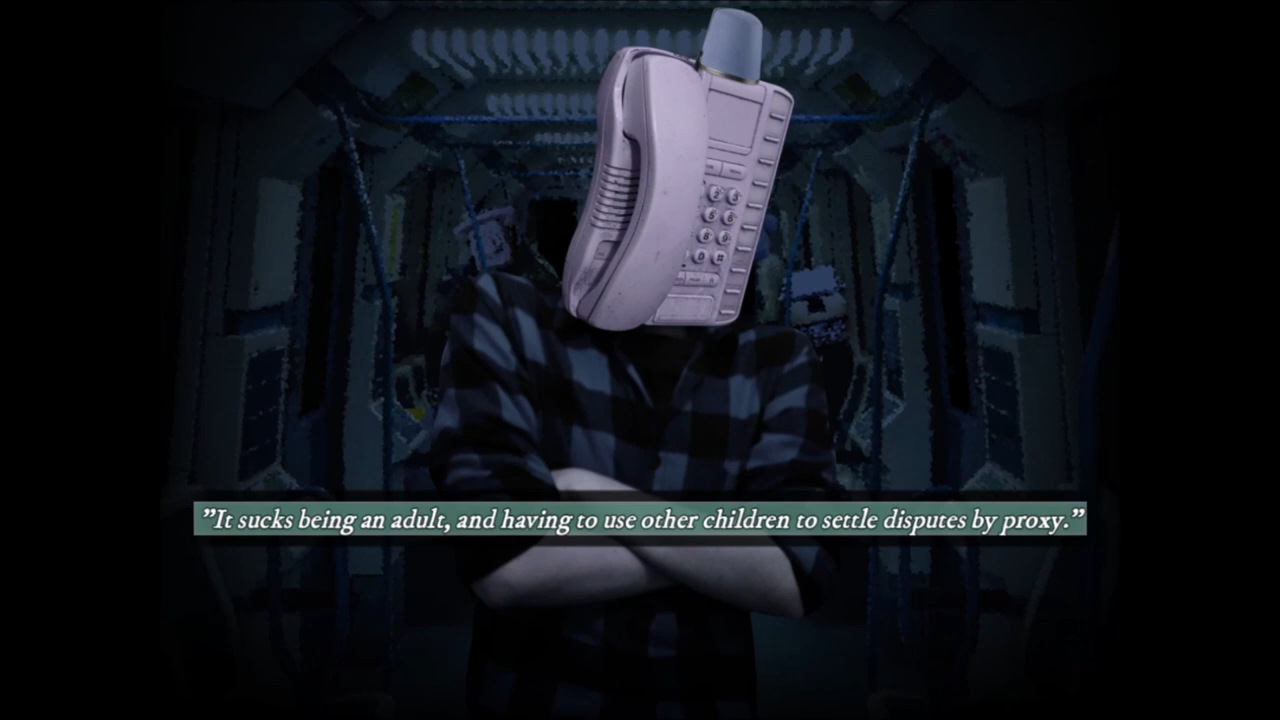 "It sucks being an adult, and having to use other children to settle disputes by proxy."